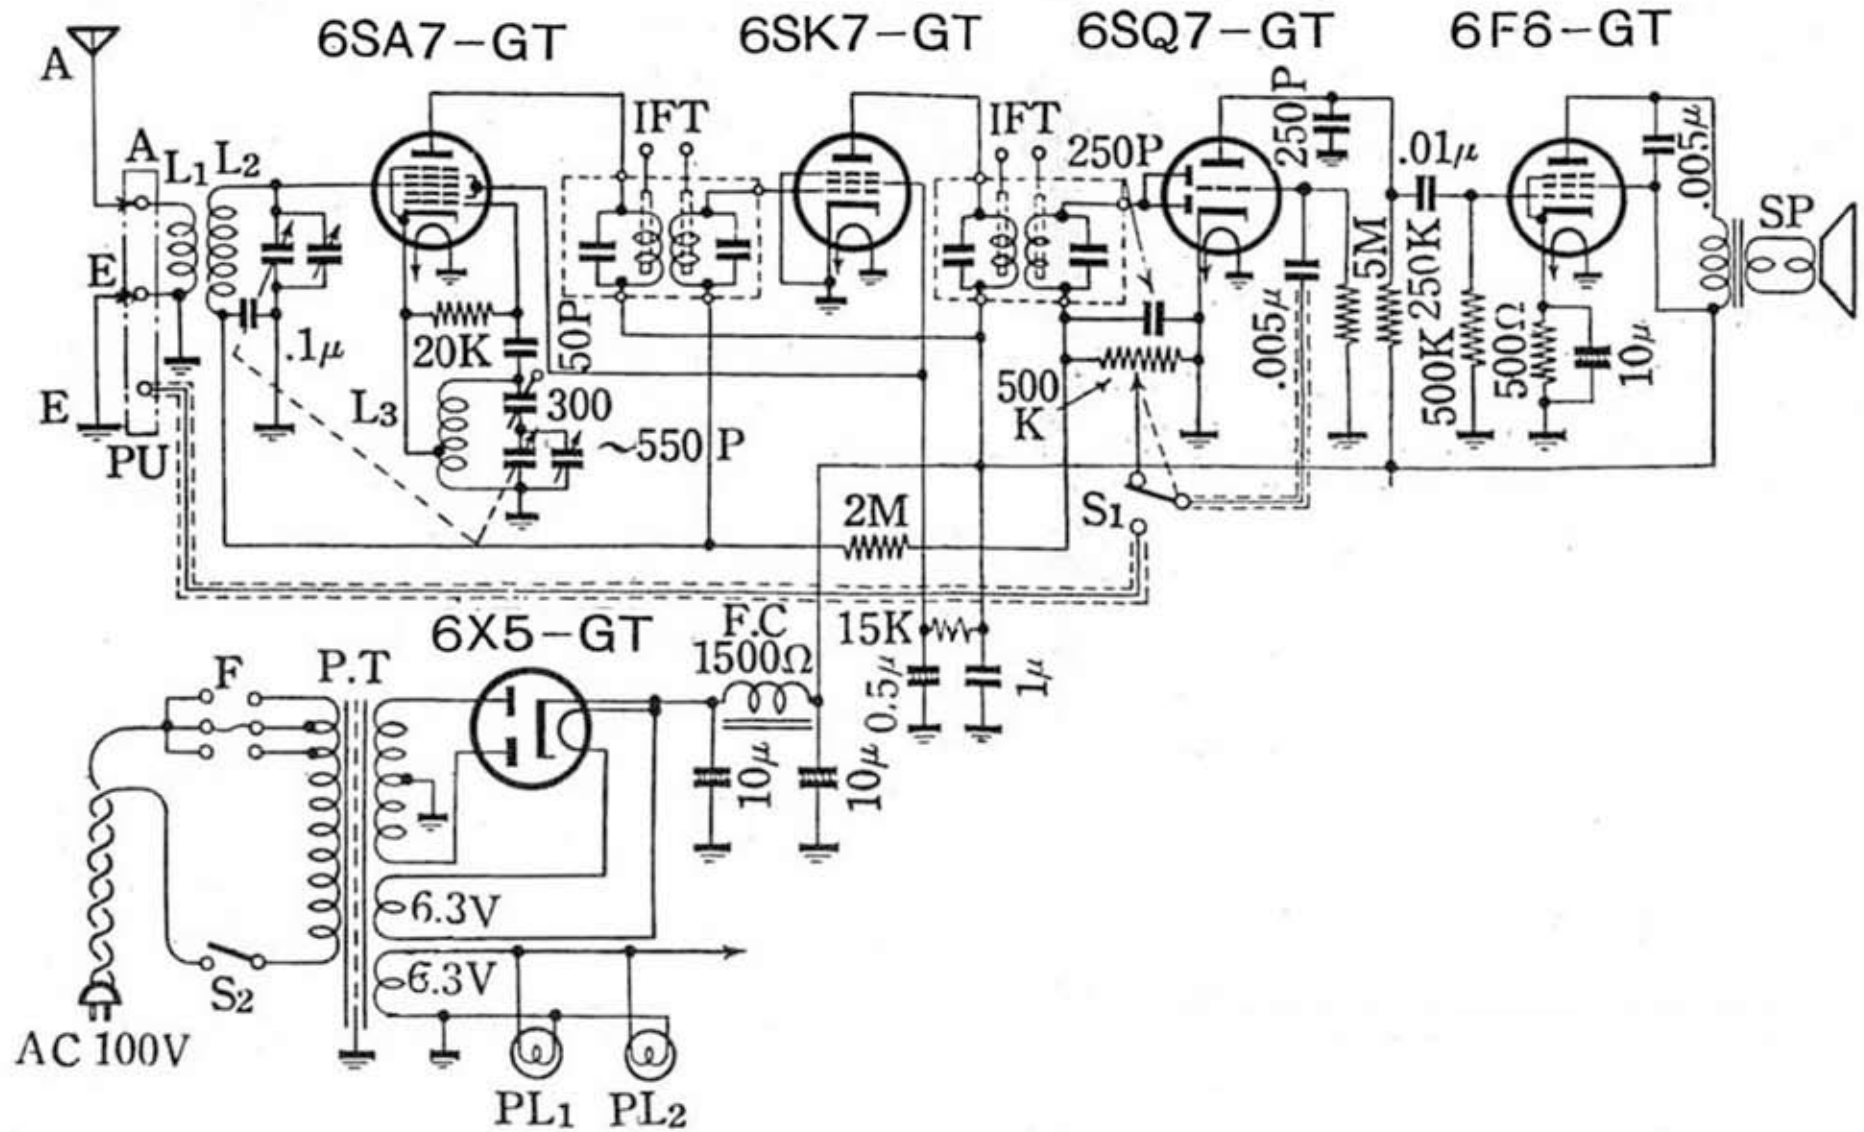 6SA7-GT
6SK7-GT
6SQ7-GT
6F6-GT
A
A
L1
L2
IFT
IFT
250P
250P
.01μ
.005μ
SP
E
.1μ
20K
50P
500
K
.005μ
5M
250K
500K
500Ω
10μ
E
L3
300
~550 P
PU
2M
S1
6X5-GT
F.C
1500Ω
15K
0.5μ
1μ
F
P.T
10μ
10μ
6.3V
6.3V
S2
AC 100V
PL1
PL2